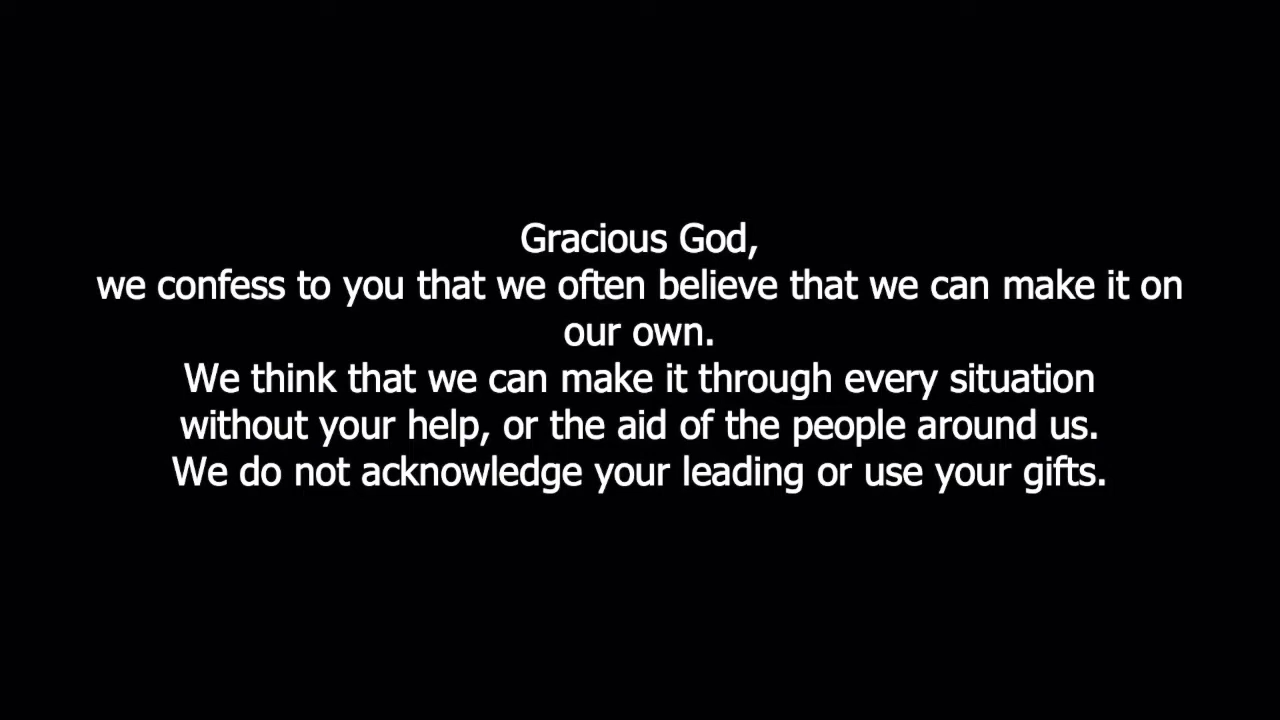 Gracious God,
we confess to you that we often believe that we can make it on
our own.
We think that we can make it through every situation
without your help, or the aid of the people around us.
We do not acknowledge your leading or use your gifts.